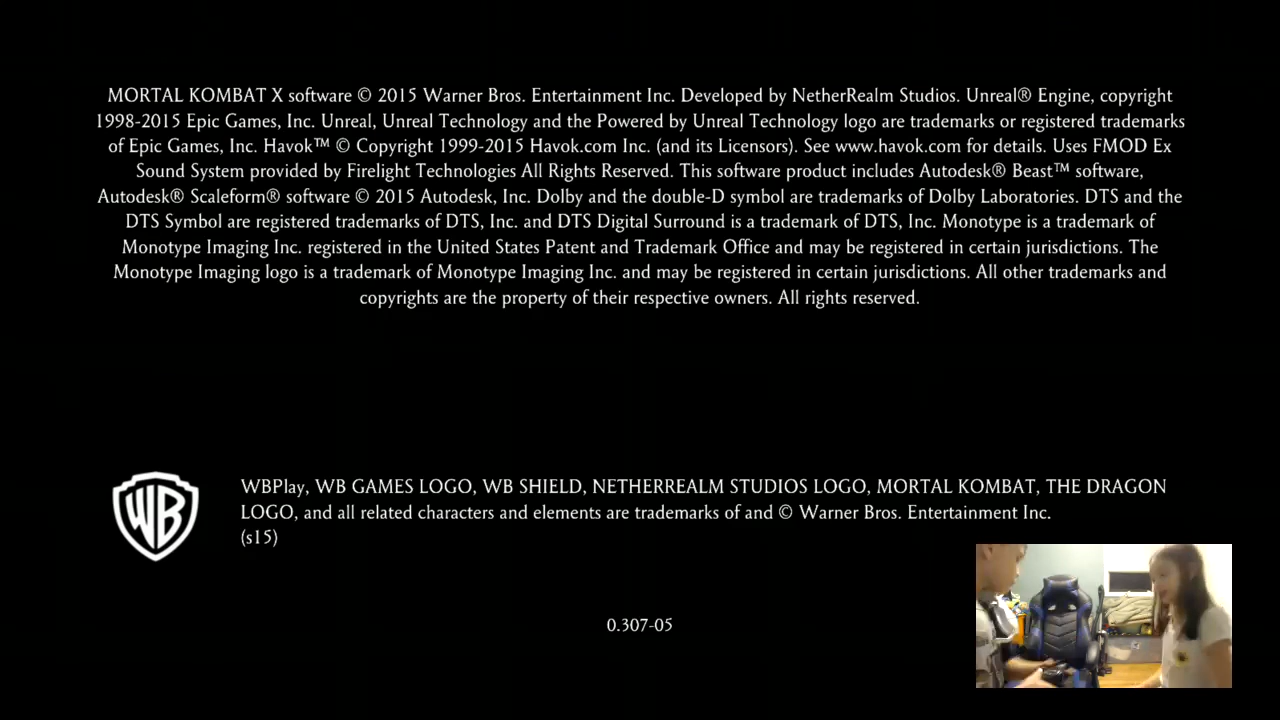 MORTAL KOMBAT X software © 2015 Warner Bros. Entertainment Inc. Developed by NetherRealm Studios. Unreal® Engine, copyright
1998-2015 Epic Games, Inc. Unreal, Unreal Technology and the Powered by Unreal Technology logo are trademarks or registered trademarks
of Epic Games, Inc. Havok™ © Copyright 1999-2015 Havok.com Inc. (and its Licensors). See www.havok.com for details. Uses FMOD Ex
Sound System provided by Firelight Technologies All Rights Reserved. This software product includes Autodesk® Beast™ software,
Autodesk® Scaleform® software © 2015 Autodesk, Inc. Dolby and the double-D symbol are trademarks of Dolby Laboratories. DTS and the
DTS Symbol are registered trademarks of DTS, Inc. and DTS Digital Surround is a trademark of DTS, Inc. Monotype is a trademark of
Monotype Imaging Inc. registered in the United States Patent and Trademark Office and may be registered in certain jurisdictions. The
Monotype Imaging logo is a trademark of Monotype Imaging Inc. and may be registered in certain jurisdictions. All other trademarks and
copyrights are the property of their respective owners. All rights reserved.
WB
WBPlay, WB GAMES LOGO, WB SHIELD, NETHERREALM STUDIOS LOGO, MORTAL KOMBAT, THE DRAGON
LOGO, and all related characters and elements are trademarks of and © Warner Bros. Entertainment Inc.
(s15)
0.307-05